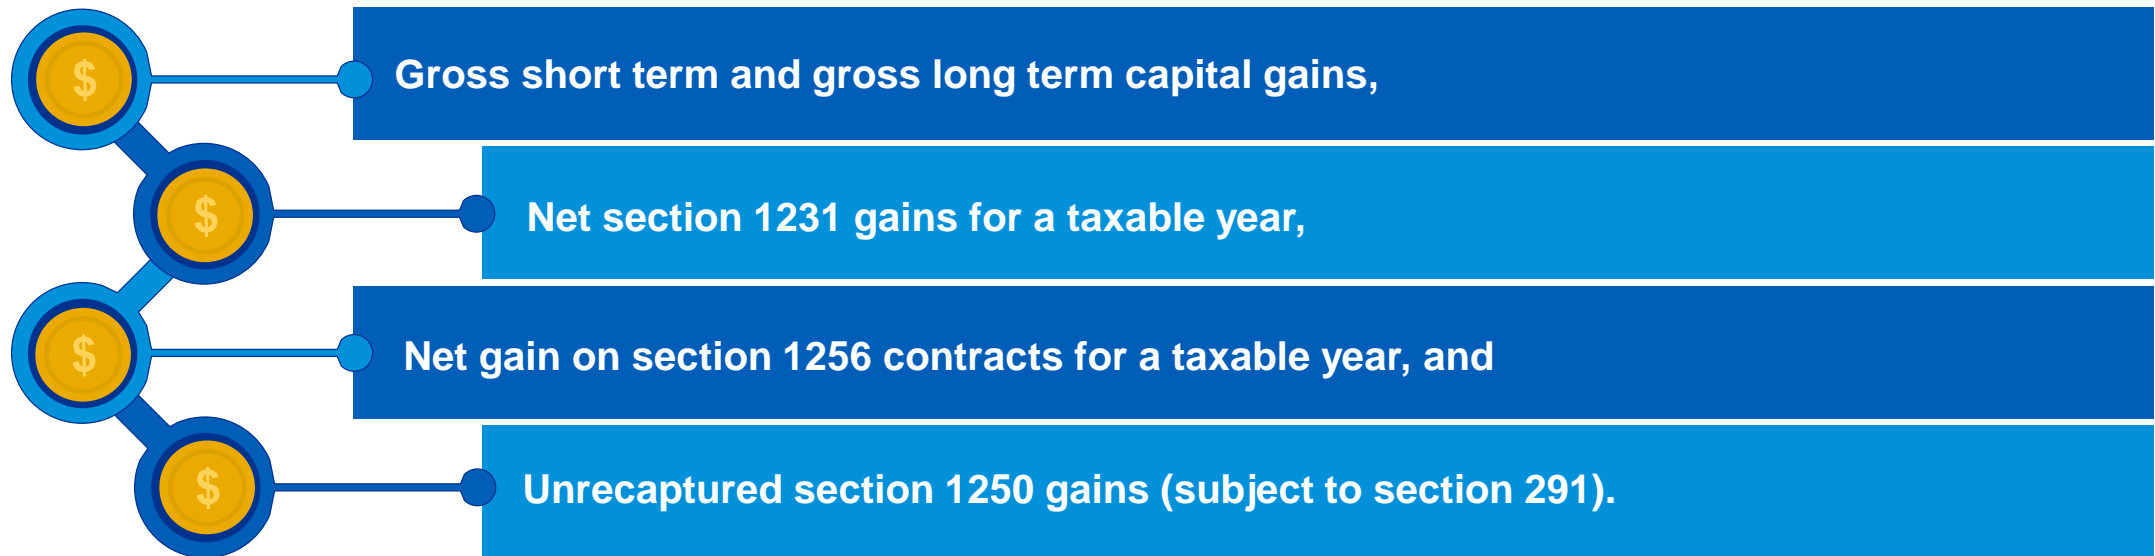 $
Gross short term and gross long term capital gains,
$
Net section 1231 gains for a taxable year,
$
Net gain on section 1256 contracts for a taxable year, and
$
Unrecaptured section 1250 gains (subject to section 291).